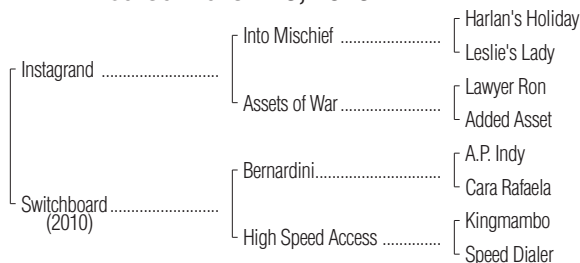 Harlan's Holiday
Into Mischief
Leslie's Lady
Instagrand
Lawyer Ron
Assets of War
Added Asset
A.P. Indy
Bernardini
Cara Rafaela
Switchboard
(2010)
Kingmambo
High Speed Access
Speed Dialer